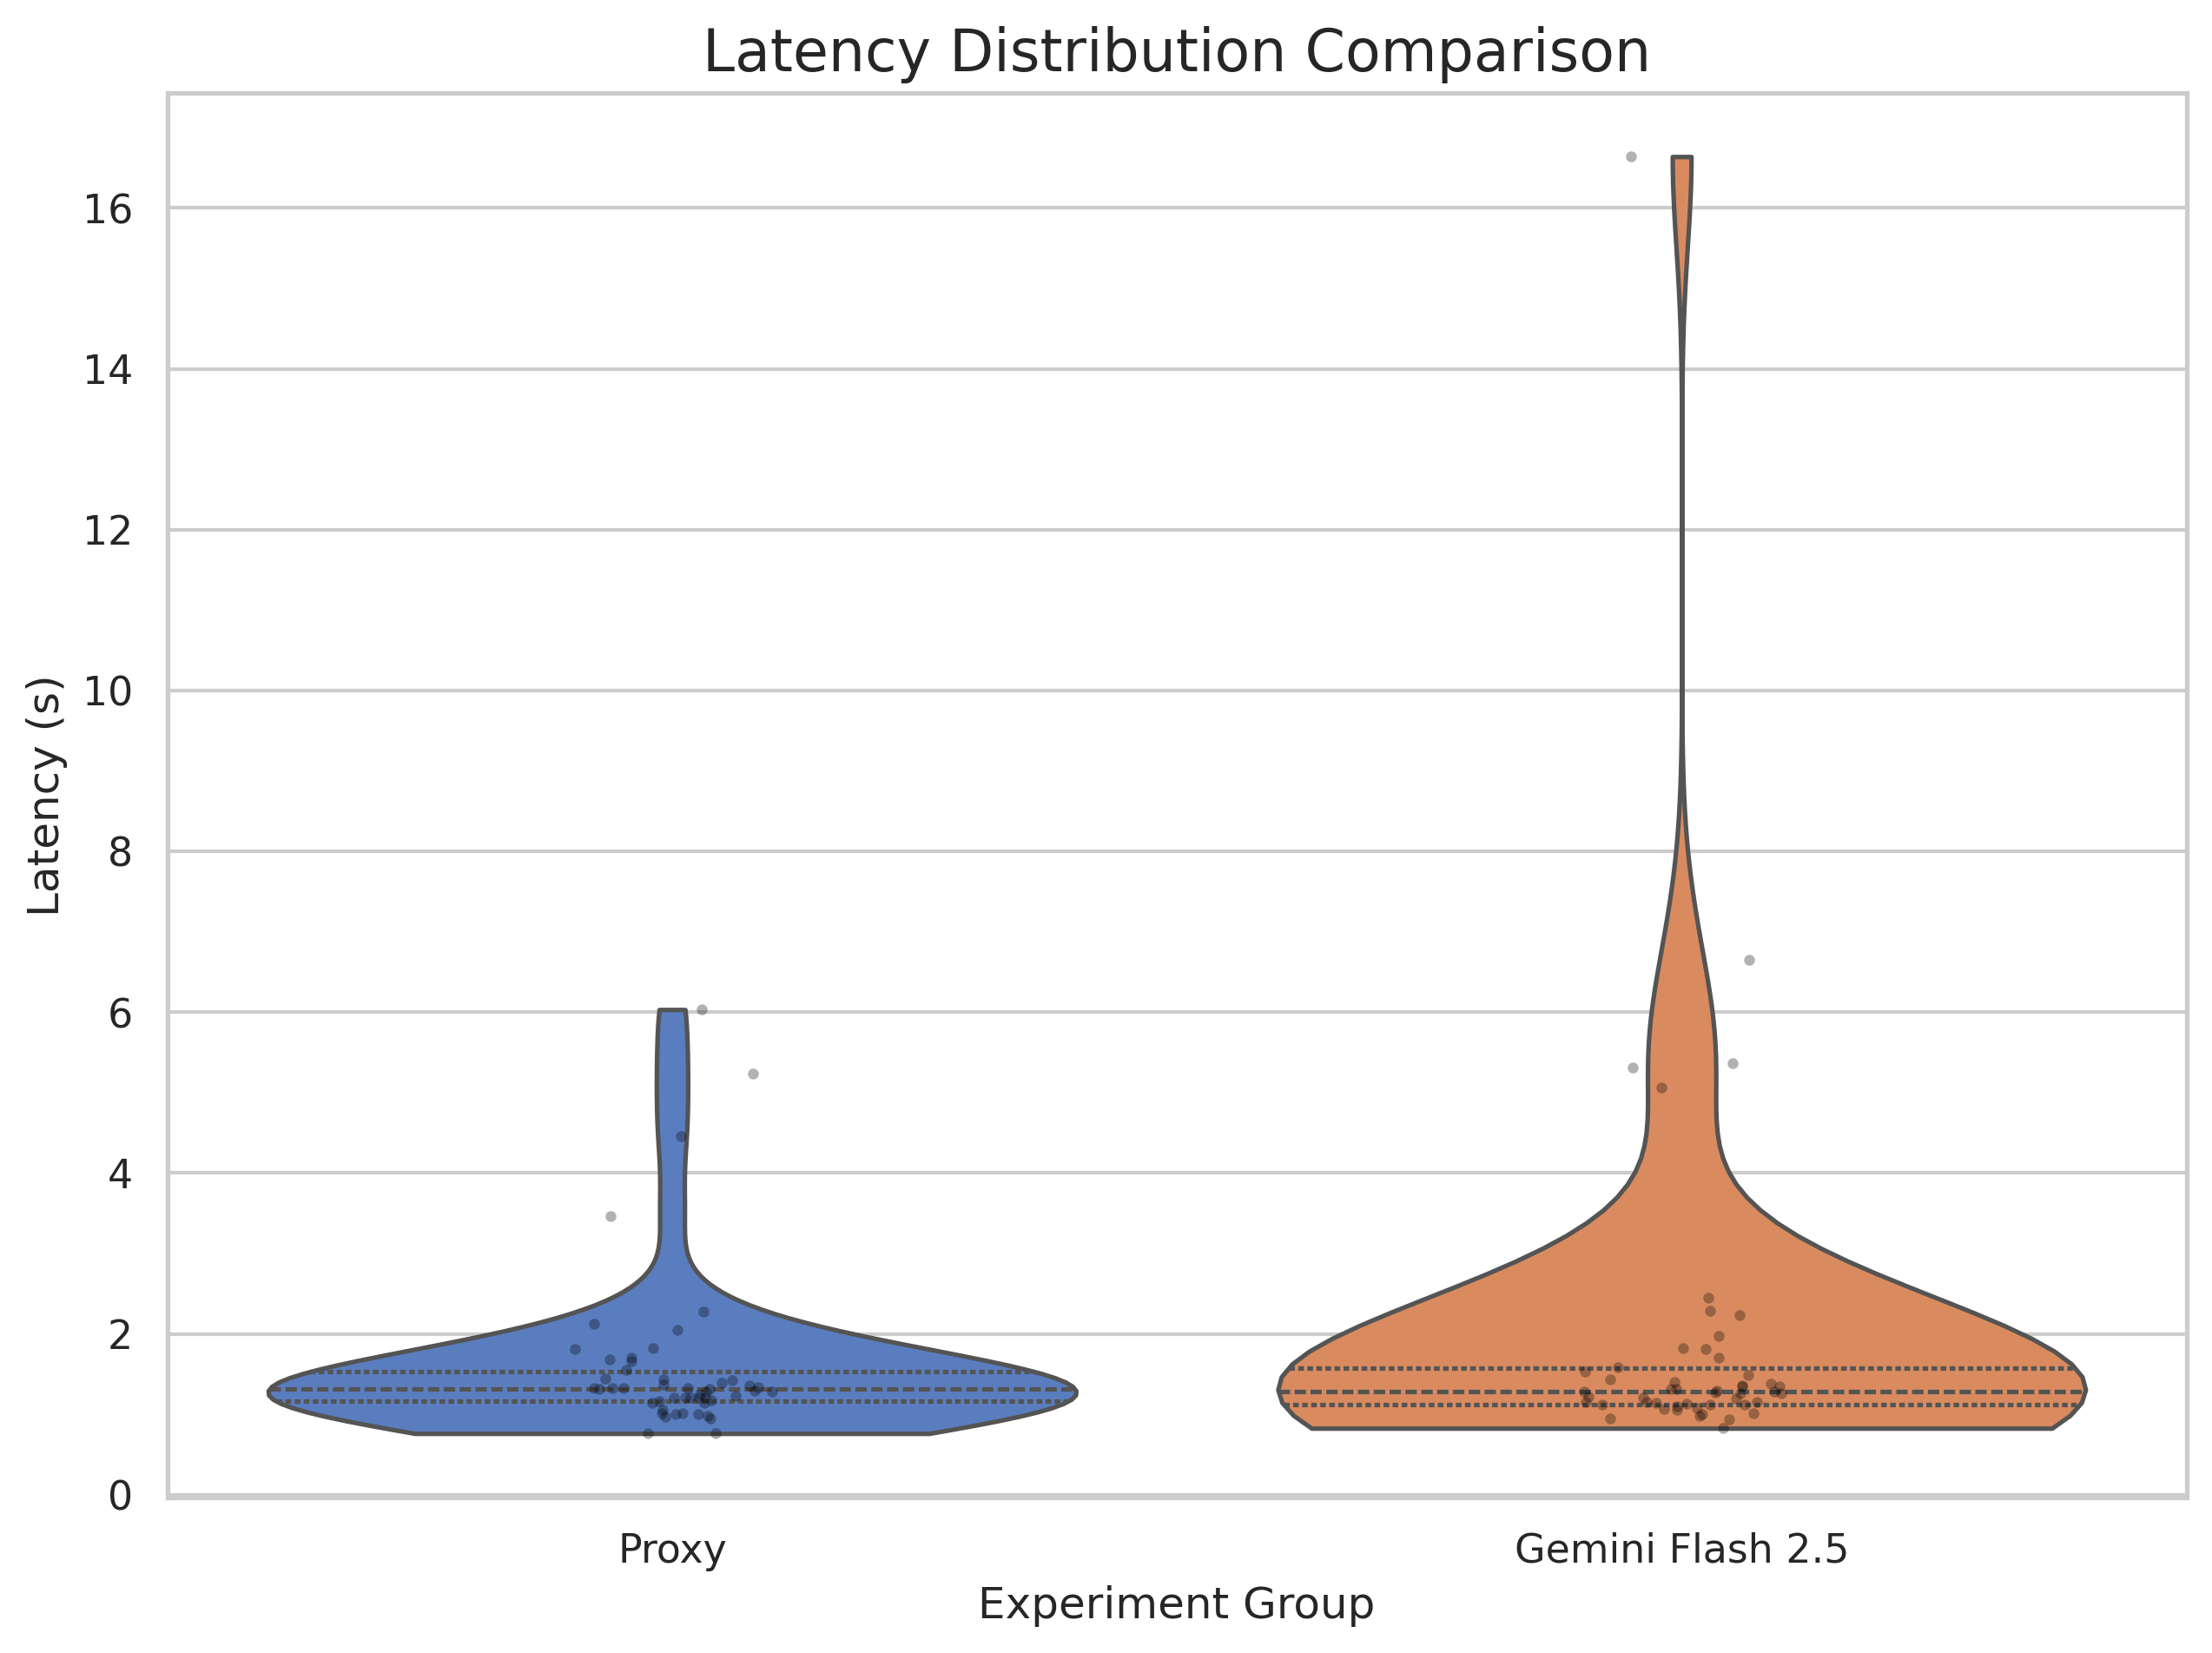 Latency Distribution Comparison
16
14
12
10
8
6
4
2
0
Latency (s)
Proxy
Gemini Flash 2.5
Experiment Group